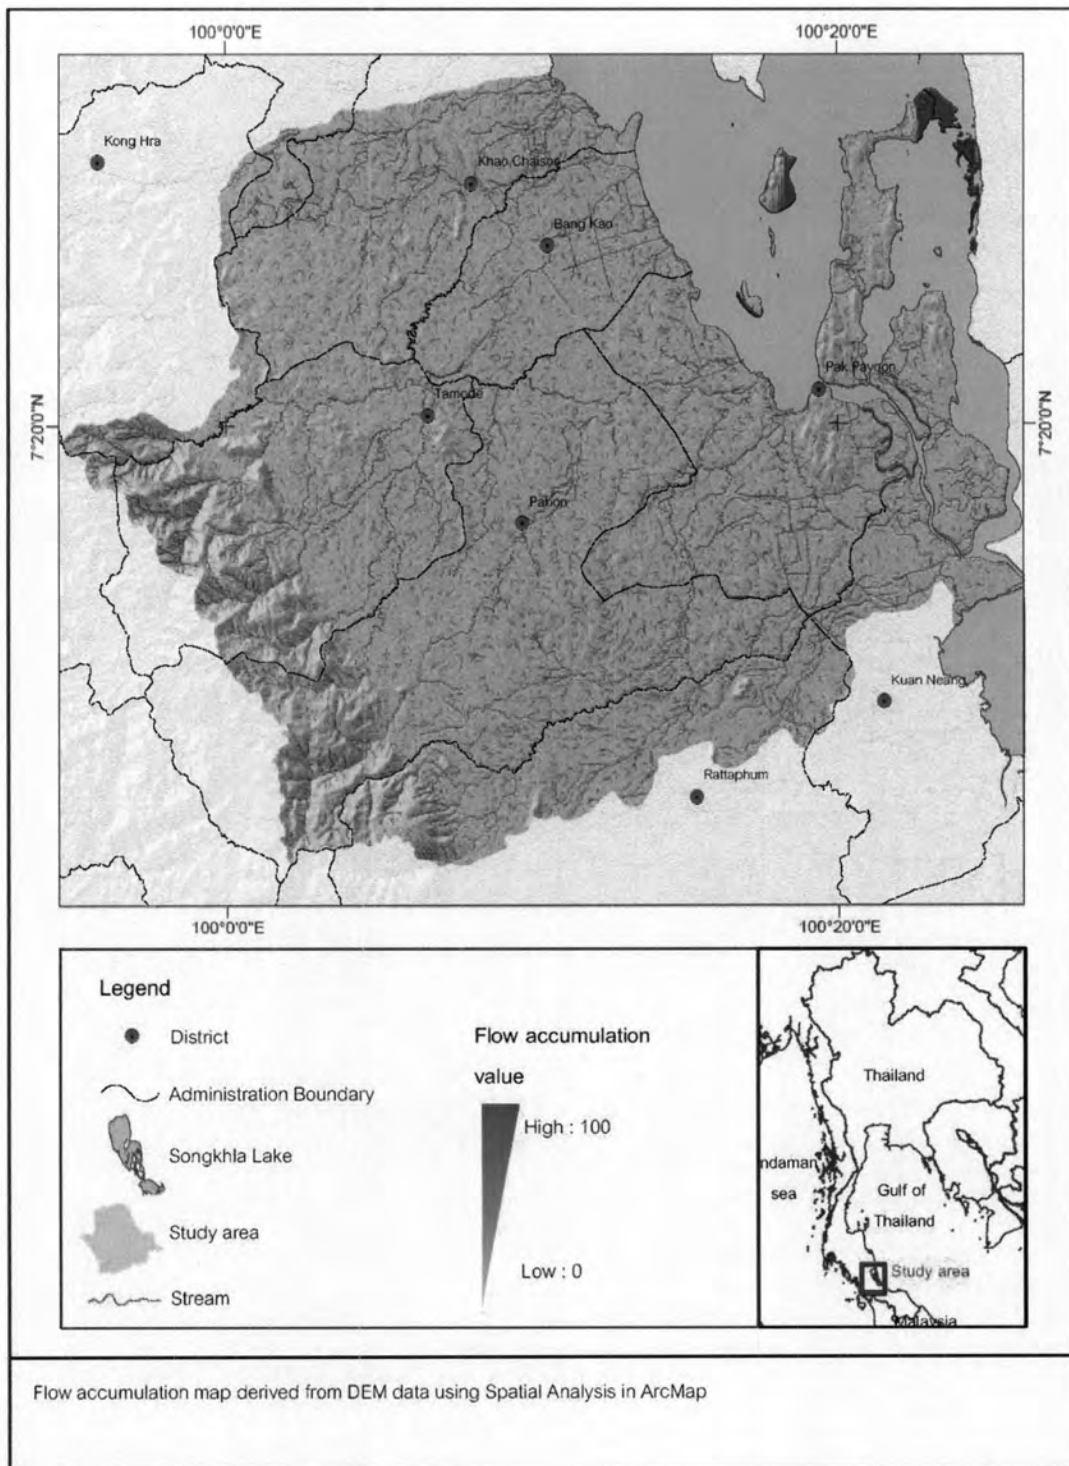 100°0'0"E
100°20'0"E
Kong Hra
Khao Chaison
Bang Kao
Pak Payoon
7°20'0"N
7°20'0"N
Tamode
Pabon
Kuan Neang
Rattaphum
100°0'0"E
100°20'0"E
Legend
District
Administration Boundary
Songkhla Lake
Study area
Stream
Flow accumulation
value
High : 100
Low : 0
Thailand
ndaman
sea
Gulf of
Thailand
Study area
Malaysia
Flow accumulation map derived from DEM data using Spatial Analysis in ArcMap